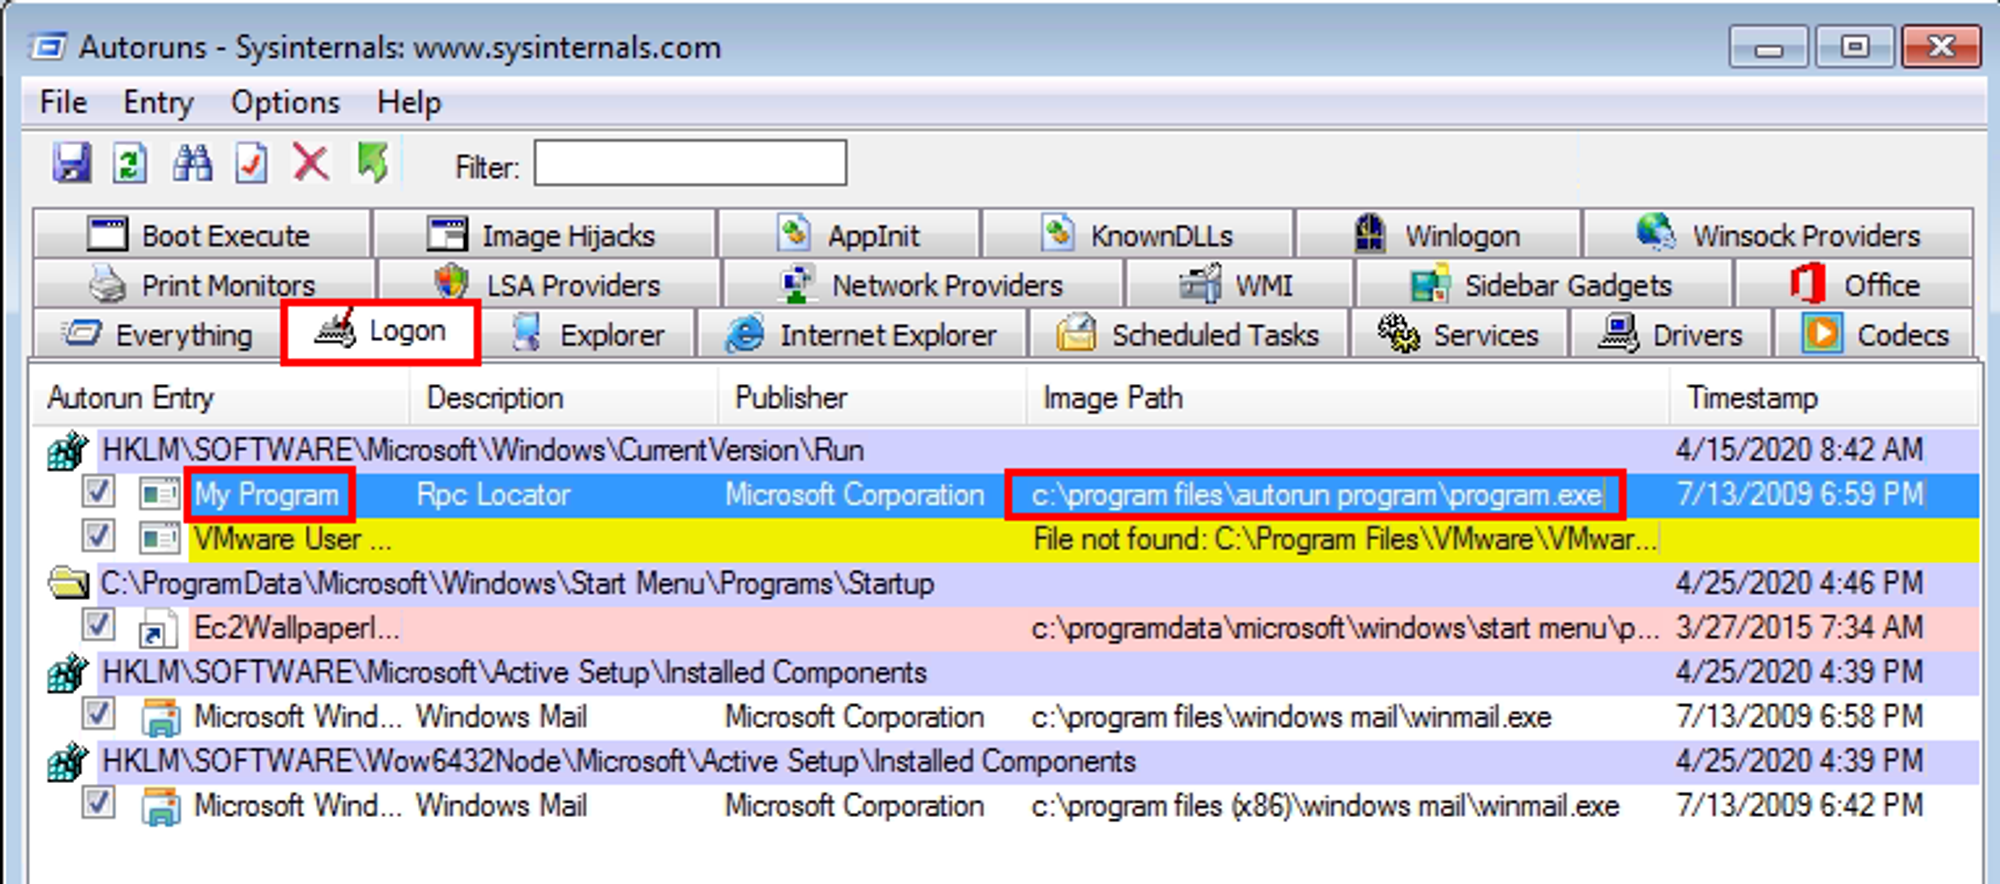 Autoruns - Sysinternals: www.sysinternals.com
File Entry Options Help
Filter:
Boot Execute Image Hijacks AppInit KnownDLLs Winlogon Winsock Providers
Print Monitors LSA Providers Network Providers WMI Sidebar Gadgets Office
Everything Logon Explorer Internet Explorer Scheduled Tasks Services Drivers Codecs
Autorun Entry Description Publisher Image Path Timestamp
HKLM\SOFTWARE\Microsoft\Windows\CurrentVersion\Run 4/15/2020 8:42 AM
My Program Rpc Locator Microsoft Corporation c:\program files\autorun program\program.exe 7/13/2009 6:59 PM
VMware User ... File not found: C:\Program Files\VMware\VMwar...
C:\ProgramData\Microsoft\Windows\Start Menu\Programs\Startup 4/25/2020 4:46 PM
Ec2WallpaperI... c:\programdata\microsoft\windows\start menu\p... 3/27/2015 7:34 AM
HKLM\SOFTWARE\Microsoft\Active Setup\Installed Components 4/25/2020 4:39 PM
Microsoft Wind... Windows Mail Microsoft Corporation c:\program files\windows mail\winmail.exe 7/13/2009 6:58 PM
HKLM\SOFTWARE\Wow6432Node\Microsoft\Active Setup\Installed Components 4/25/2020 4:39 PM
Microsoft Wind... Windows Mail Microsoft Corporation c:\program files (x86)\windows mail\winmail.exe 7/13/2009 6:42 PM